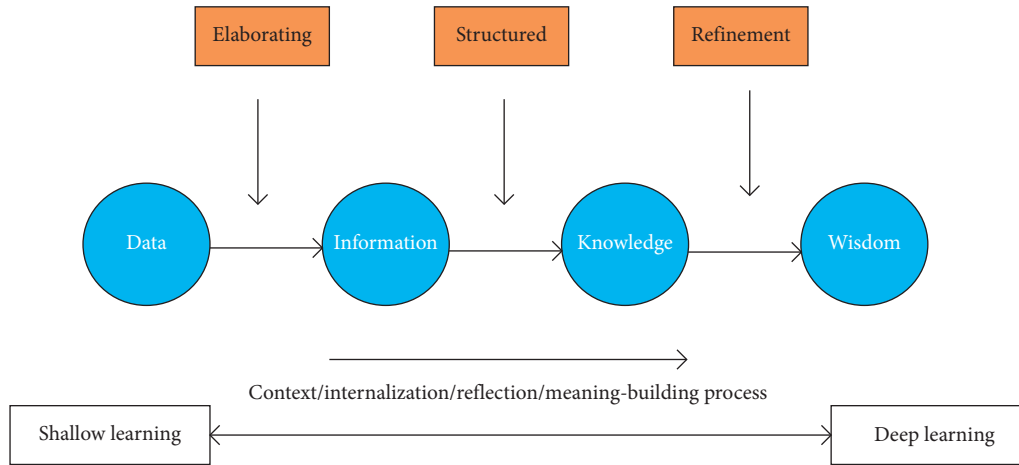 Elaborating
Structured
Refinement
Data
Information
Knowledge
Wisdom
Context/internalization/reflection/meaning-building process
Shallow learning
Deep learning